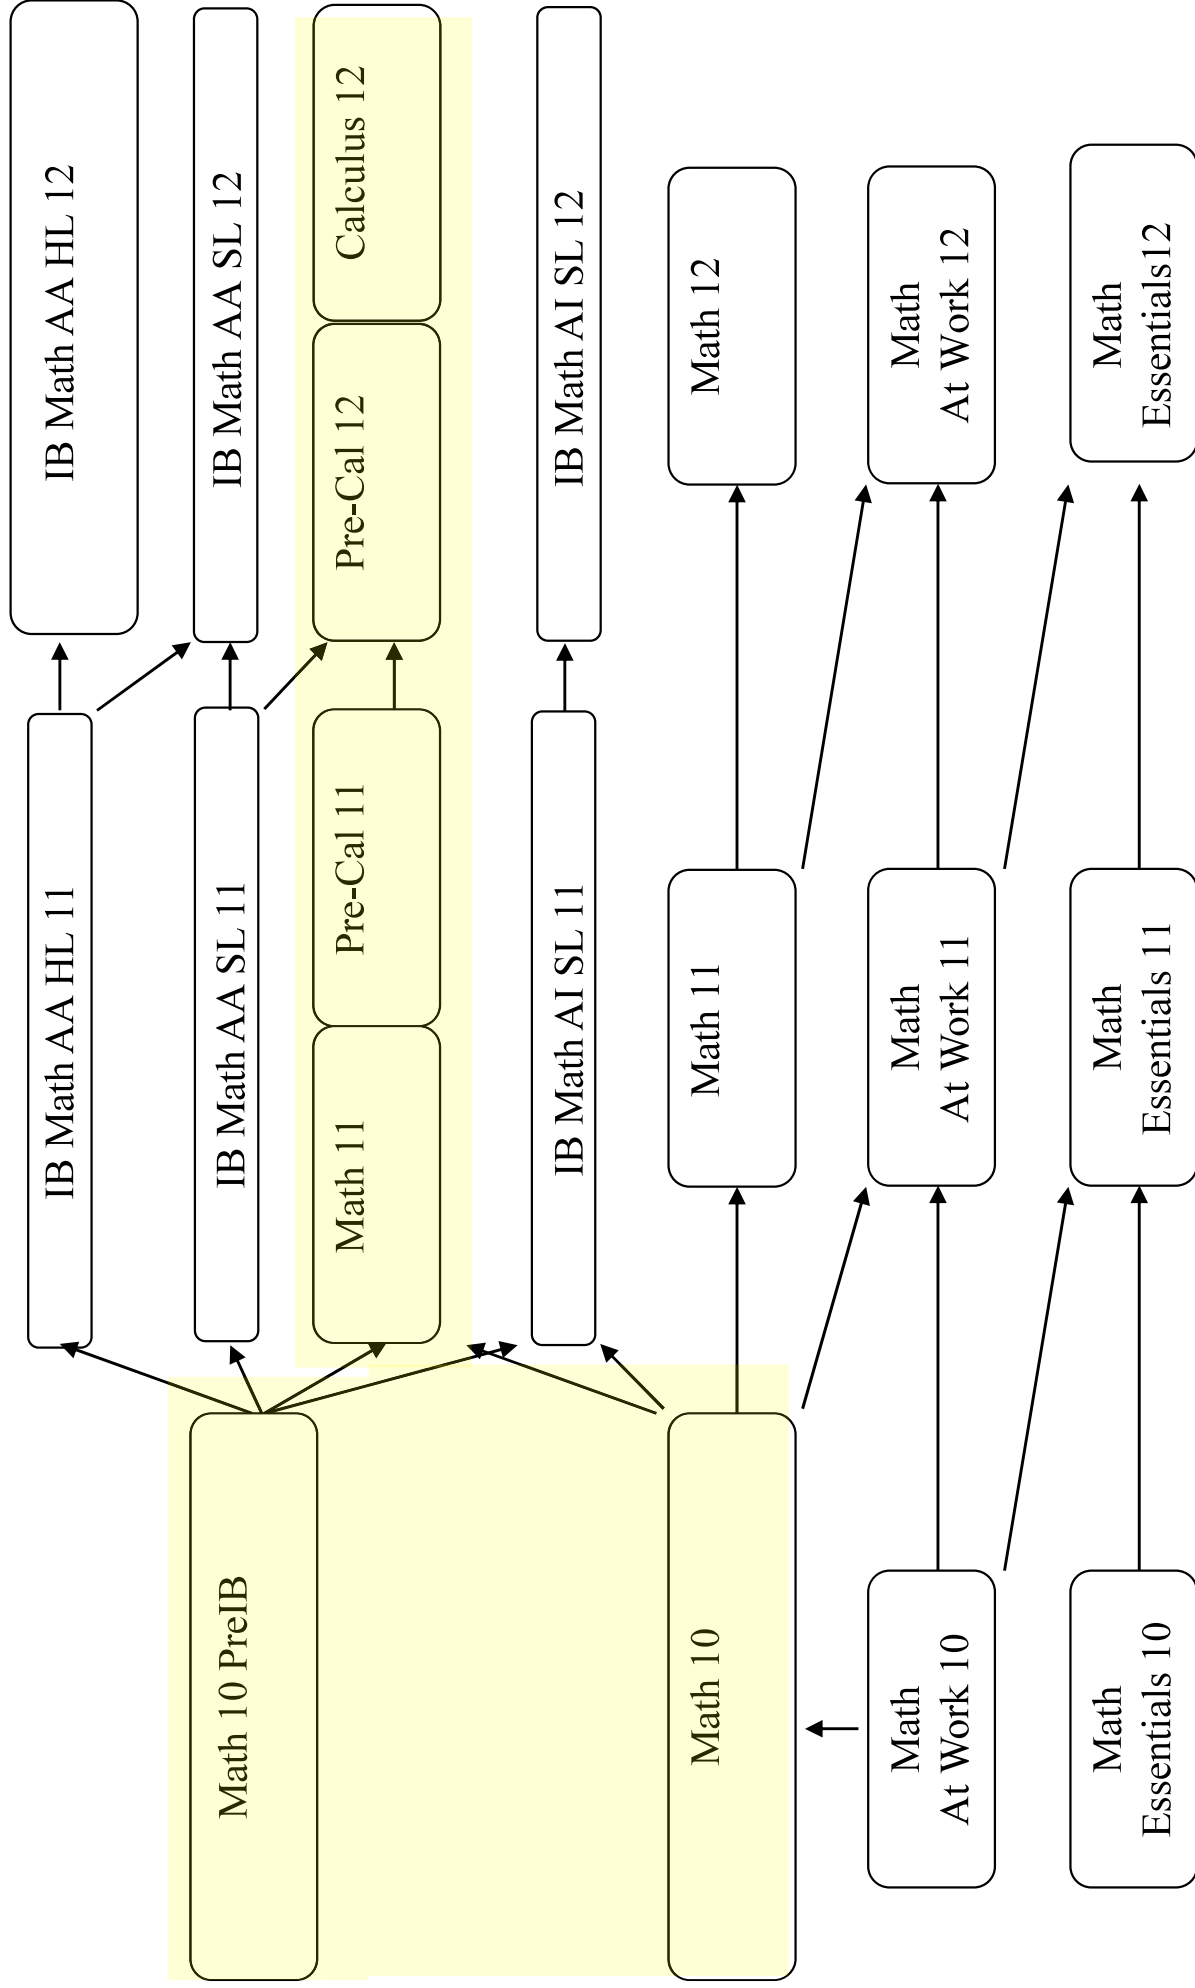 Math 10 PreIB
Math 10
Math
At Work 10
Math
Essentials 10
IB Math AA HL 11
IB Math AA SL 11
Math 11
Pre-Cal 11
IB Math AI SL 11
Math 11
Math
At Work 11
Math
Essentials 11
IB Math AA HL 12
IB Math AA SL 12
Pre-Cal 12
Calculus 12
IB Math AI SL 12
Math 12
Math
At Work 12
Math
Essentials12